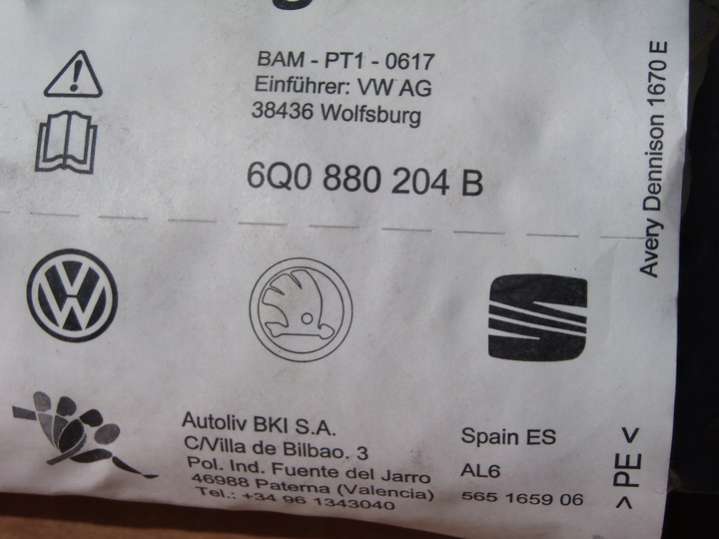 BAM - PT1 - 0617
Einführer: VW AG
38436 Wolfsburg
6Q0 880 204 B
Avery Dennison 1670 E
VW
Autoliv BKI S.A.
C/Villa de Bilbao. 3
Pol. Ind. Fuente del Jarro
46988 Paterna (Valencia)
Tel.: +34 96 1343040
Spain ES
AL6
565 1659 06
> PE <